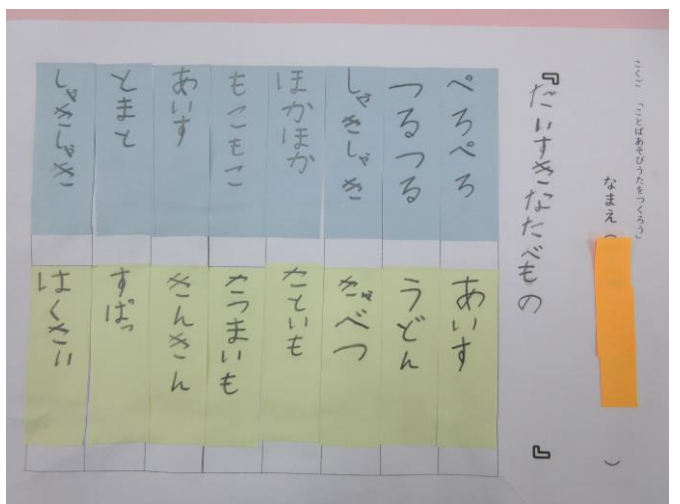 こくご 「ことばあそびうたをつくろう」
なまえ（ ）
『だいすきなたべもの 』
ぺろぺろ あいす
つるつる うどん
しゃきしゃき きゃべつ
ほかほか さといも
もこもこ さつまいも
あいす きんきん
とまと すぱっ
しゃきしゃき はくさい